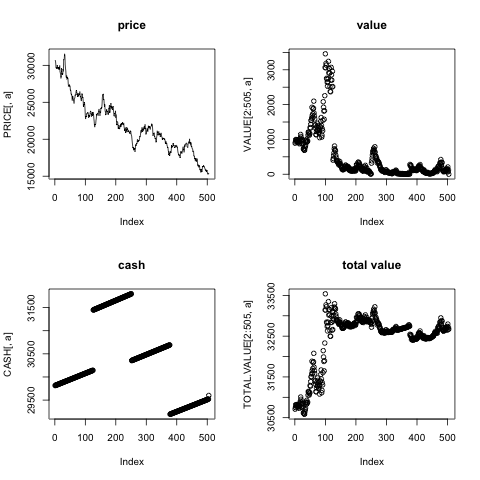 price
PRICE[, a]
15000 20000 25000 30000
0 100 200 300 400 500
Index
value
VALUE[2:505, a]
0 1000 2000 3000
0 100 200 300 400 500
Index
cash
CASH[, a]
29500 30500 31500
0 100 200 300 400 500
Index
total value
TOTAL.VALUE[2:505, a]
30500 31500 32500 33500
0 100 200 300 400 500
Index